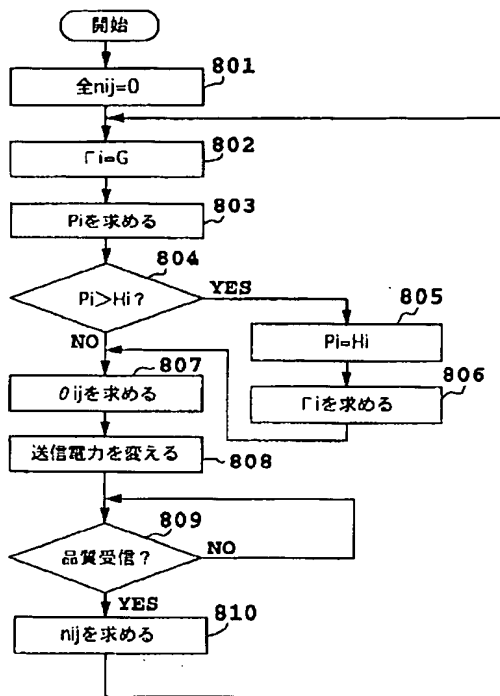 開始
801
全nij=0
802
Γi=G
803
Piを求める
804
Pi>Hi?
YES
NO
805
Pi=Hi
806
Γiを求める
807
θijを求める
808
送信電力を変える
809
品質受信?
NO
YES
810
nijを求める